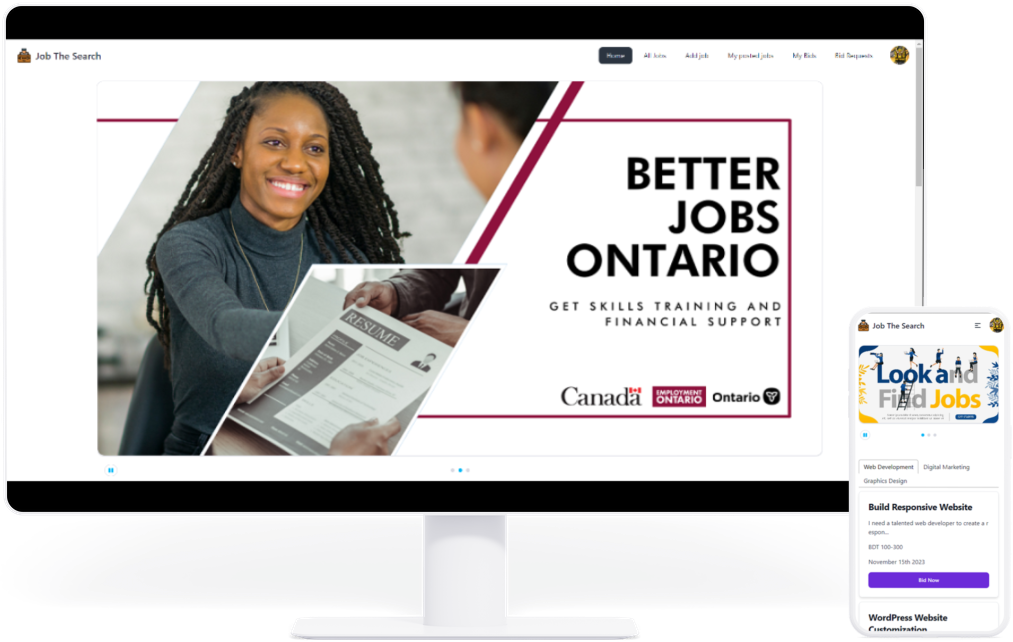 Job The Search
Home
All Jobs
Add job
My posted jobs
My Bids
Bid Requests
BETTER
JOBS
ONTARIO
GET SKILLS TRAINING AND
FINANCIAL SUPPORT
Canada
EMPLOYMENT
ONTARIO
Ontario
RESUME
Job The Search
Look and
Find Jobs
Web Development
Digital Marketing
Graphics Design
Build Responsive Website
I need a talented web developer to create a r
espon...
BDT 100-300
November 15th 2023
Bid Now
WordPress Website
Customization